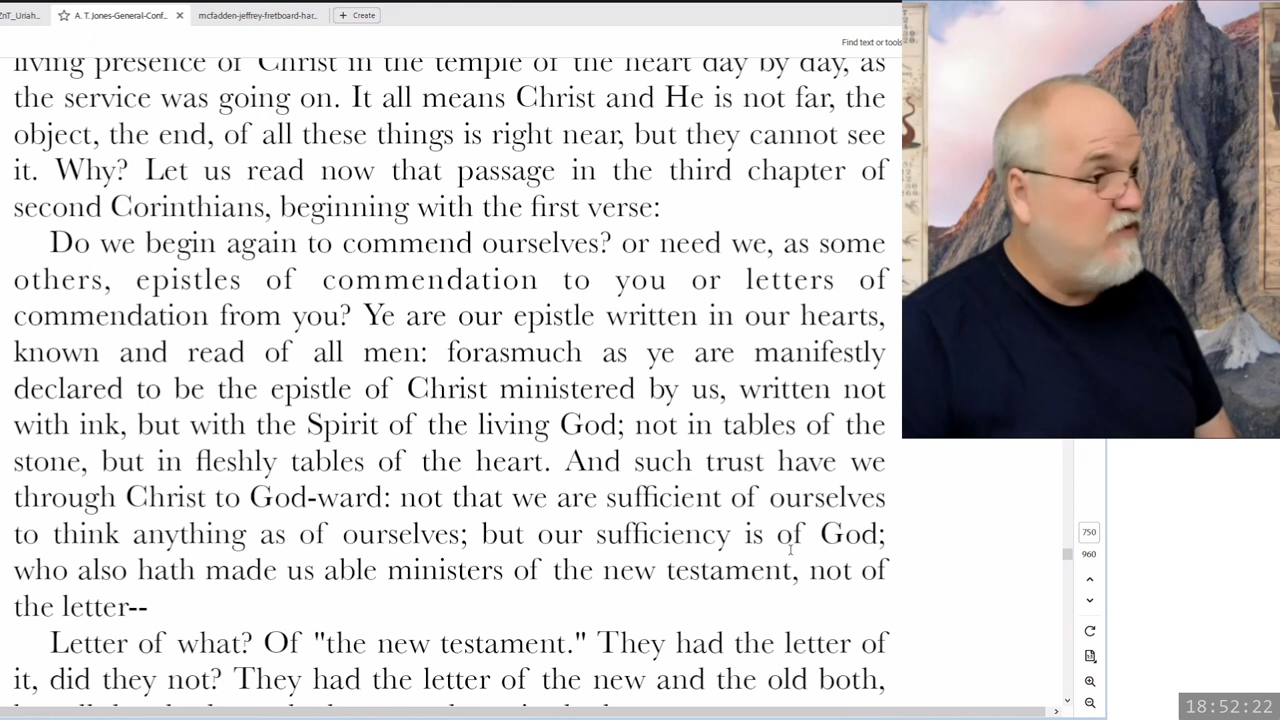 ZnT_Uriah...
A. T. Jones-General-Conf...
mcfadden-jeffrey-fretboard-har...
+ Create
Find text or tools
living presence of Christ in the temple of the heart day by day, as
the service was going on. It all means Christ and He is not far, the
object, the end, of all these things is right near, but they cannot see
it. Why? Let us read now that passage in the third chapter of
second Corinthians, beginning with the first verse:
Do we begin again to commend ourselves? or need we, as some
others, epistles of commendation to you or letters of
commendation from you? Ye are our epistle written in our hearts,
known and read of all men: forasmuch as ye are manifestly
declared to be the epistle of Christ ministered by us, written not
with ink, but with the Spirit of the living God; not in tables of the
stone, but in fleshly tables of the heart. And such trust have we
through Christ to God-ward: not that we are sufficient of ourselves
to think anything as of ourselves; but our sufficiency is of God;
who also hath made us able ministers of the new testament, not of
the letter--
Letter of what? Of "the new testament." They had the letter of
it, did they not? They had the letter of the new and the old both,
750
960
18:52:22